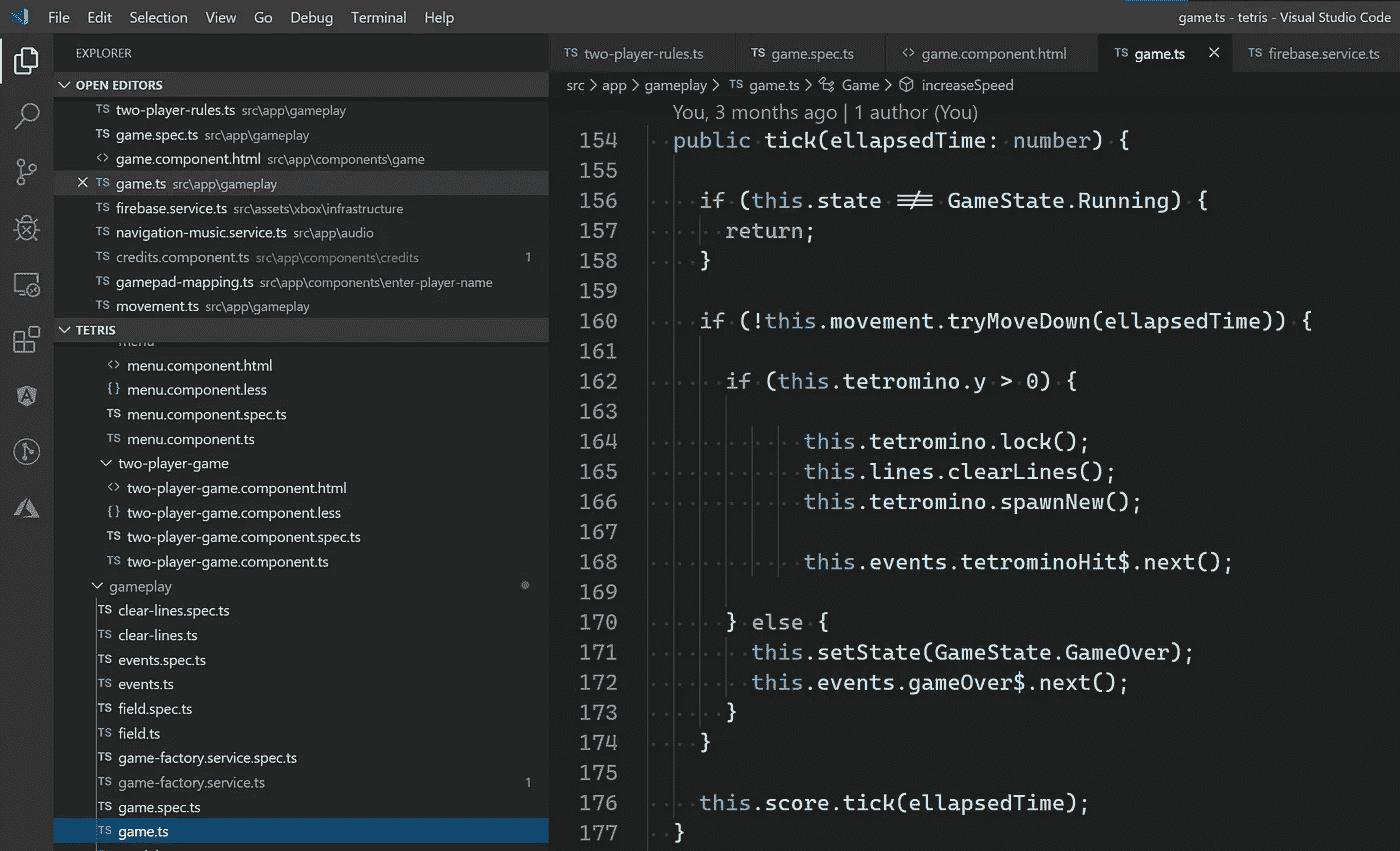 File Edit Selection View Go Debug Terminal Help
game.ts - tetris - Visual Studio Code
EXPLORER
OPEN EDITORS
TS two-player-rules.ts src\app\gameplay
TS game.spec.ts src\app\gameplay
<> game.component.html src\app\components\game
× TS game.ts src\app\gameplay
TS firebase.service.ts src\assets\xbox\infrastructure
TS navigation-music.service.ts src\app\audio
TS credits.component.ts src\app\components\credits 1
TS gamepad-mapping.ts src\app\components\enter-player-name
TS movement.ts src\app\gameplay
TETRIS
menu
<> menu.component.html
{} menu.component.less
TS menu.component.spec.ts
TS menu.component.ts
two-player-game
<> two-player-game.component.html
{} two-player-game.component.less
TS two-player-game.component.spec.ts
TS two-player-game.component.ts
gameplay
TS clear-lines.spec.ts
TS clear-lines.ts
TS events.spec.ts
TS events.ts
TS field.spec.ts
TS field.ts
TS game-factory.service.spec.ts
TS game-factory.service.ts 1
TS game.spec.ts
TS game.ts
TS two-player-rules.ts TS game.spec.ts <> game.component.html TS game.ts × TS firebase.service.ts
src > app > gameplay > TS game.ts > Game > increaseSpeed
You, 3 months ago | 1 author (You)
154 public tick(ellapsedTime: number) {
155
156 if (this.state !== GameState.Running) {
157 return;
158 }
159
160 if (!this.movement.tryMoveDown(ellapsedTime)) {
161
162 if (this.tetromino.y > 0) {
163
164 this.tetromino.lock();
165 this.lines.clearLines();
166 this.tetromino.spawnNew();
167
168 this.events.tetrominoHit$.next();
169
170 } else {
171 this.setState(GameState.GameOver);
172 this.events.gameOver$.next();
173 }
174 }
175
176 this.score.tick(ellapsedTime);
177 }